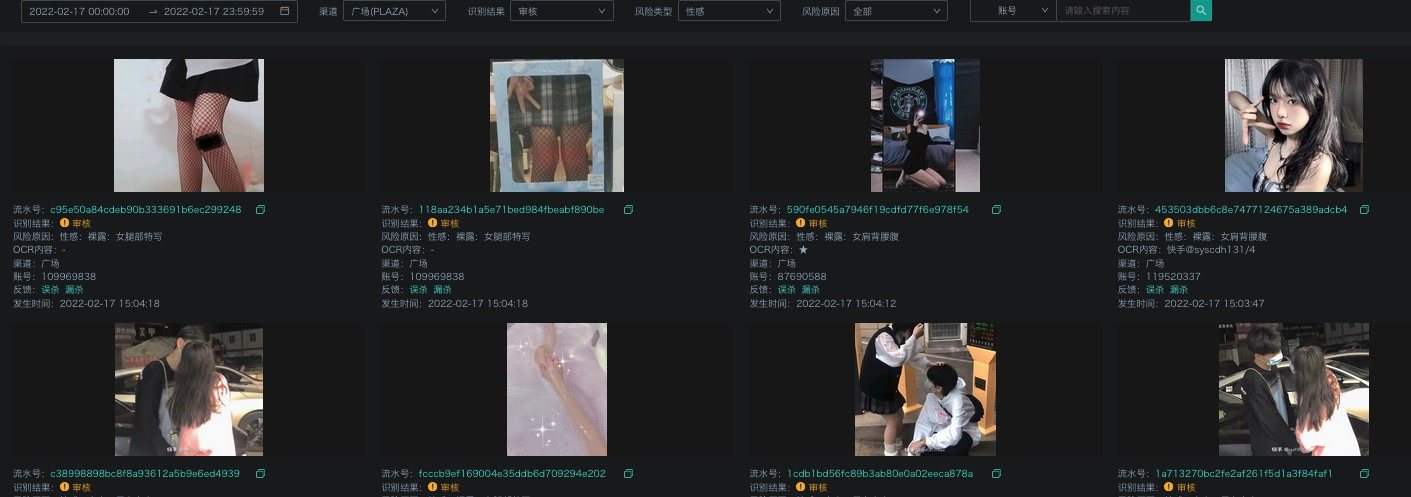 2022-02-17 00:00:00 → 2022-02-17 23:59:59 渠道 广场(PLAZA) 识别结果 审核 风险类型 性感 风险原因 全部 账号 请输入搜索内容
流水号: c95e50a84cdeb90b333691b6ec299248
识别结果: 审核
风险原因: 性感: 裸露: 女腿部特写
OCR内容: -
渠道: 广场
账号: 109969838
反馈: 误杀 漏杀
发生时间: 2022-02-17 15:04:18
流水号: 118aa234b1a5e71bed984fbeabf890be
识别结果: 审核
风险原因: 性感: 裸露: 女腿部特写
OCR内容: -
渠道: 广场
账号: 109969838
反馈: 误杀 漏杀
发生时间: 2022-02-17 15:04:18
流水号: 590fe0545a7946f19cdfd77f6e978f54
识别结果: 审核
风险原因: 性感: 裸露: 女肩背腰腹
OCR内容: ★
渠道: 广场
账号: 87690588
反馈: 误杀 漏杀
发生时间: 2022-02-17 15:04:12
流水号: 453503dbb6c8e7477124675a389adcb4
识别结果: 审核
风险原因: 性感: 裸露: 女肩背腰腹
OCR内容: 快手@syscdh131/4
渠道: 广场
账号: 119520337
反馈: 误杀 漏杀
发生时间: 2022-02-17 15:03:47
流水号: c38998898bc8f8a93612a5b9e6ed4939
识别结果: 审核
流水号: fcccb9ef169004e35ddb6d709294e202
识别结果: 审核
流水号: 1cdb1bd56fc89b3ab80e0a02eeca878a
识别结果: 审核
流水号: 1a713270bc2fe2af261f5d1a3f84faf1
识别结果: 审核